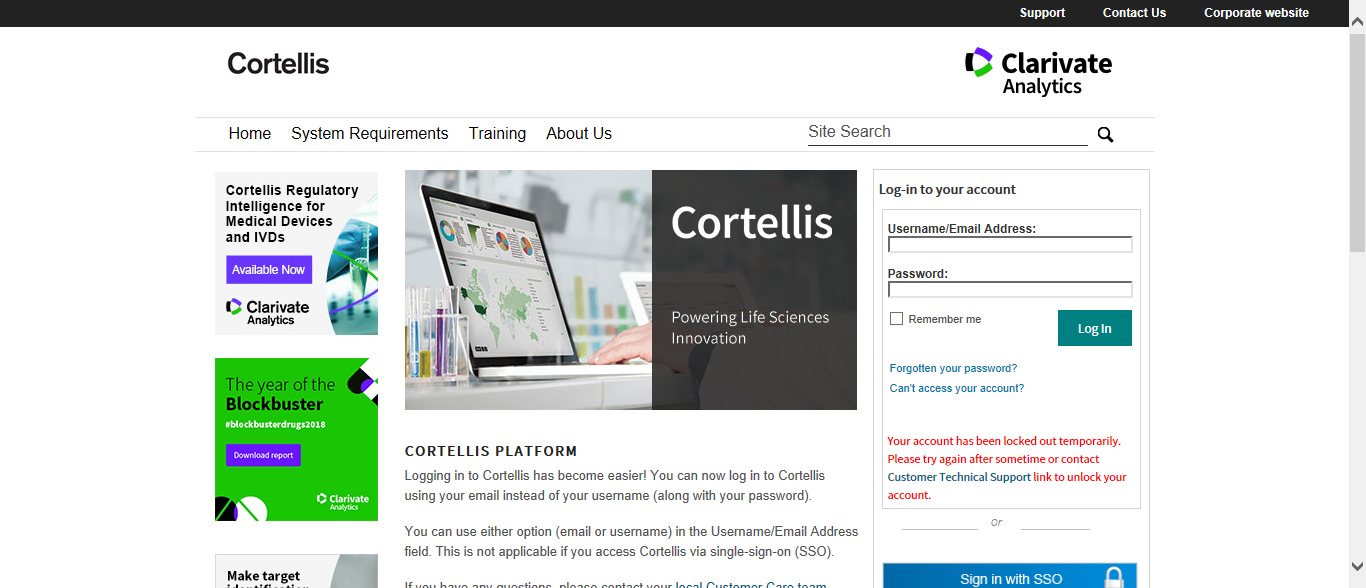 Support Contact Us Corporate website
Cortellis
Clarivate
Analytics
Home System Requirements Training About Us
Site Search
Cortellis Regulatory
Intelligence for
Medical Devices
and IVDs
Available Now
Clarivate
Analytics
The year of the
Blockbuster
#blockbusterdrugs2018
Download report
Clarivate
Analytics
Make target
identification
Cortellis
Powering Life Sciences
Innovation
CORTELLIS PLATFORM
Logging in to Cortellis has become easier! You can now log in to Cortellis
using your email instead of your username (along with your password).
You can use either option (email or username) in the Username/Email Address
field. This is not applicable if you access Cortellis via single-sign-on (SSO).
If you have any questions, please contact your local Customer Care team
Log-in to your account
Username/Email Address:
Password:
Remember me
Log In
Forgotten your password?
Can't access your account?
Your account has been locked out temporarily.
Please try again after sometime or contact
Customer Technical Support link to unlock your
account.
or
Sign in with SSO